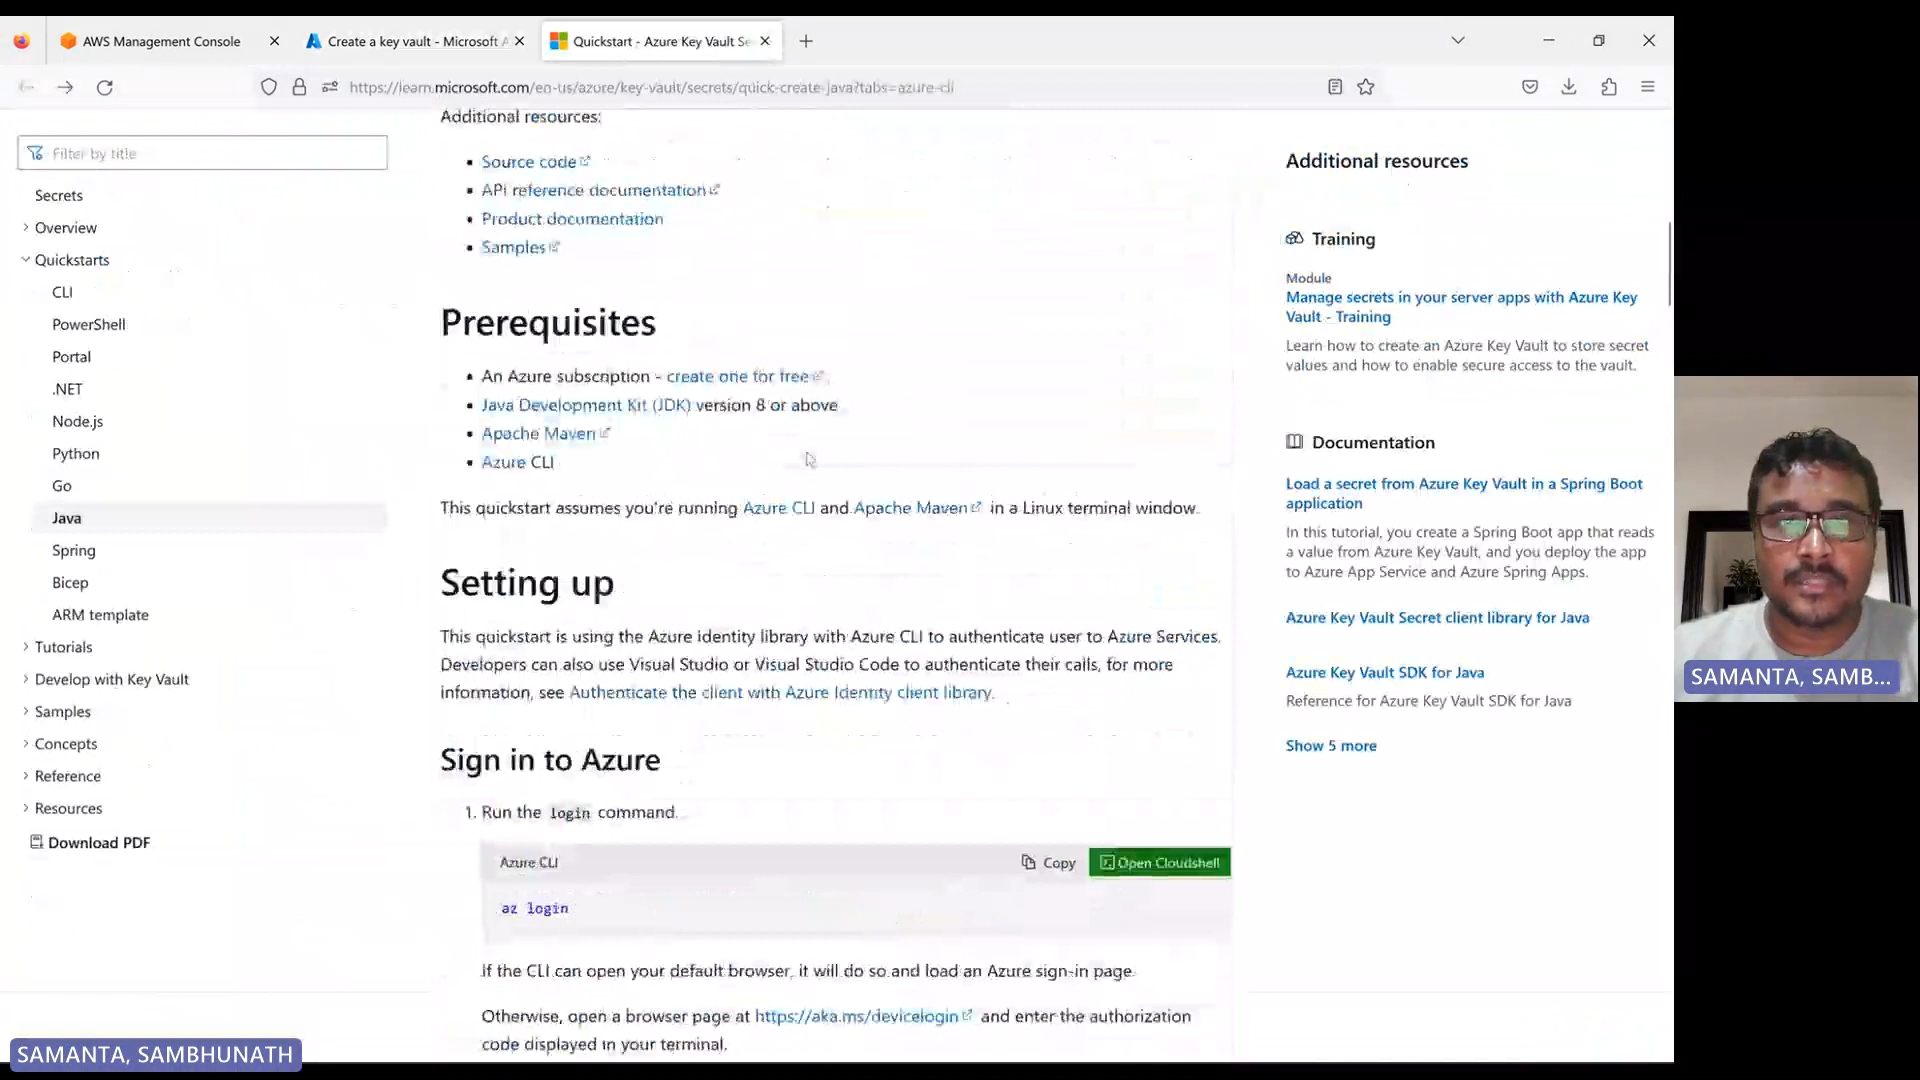 AWS Management Console
Create a key vault - Microsoft A
Quickstart - Azure Key Vault Se
https://learn.microsoft.com/en-us/azure/key-vault/secrets/quick-create-java?tabs=azure-cli
Filter by title
Secrets
Overview
Quickstarts
CLI
PowerShell
Portal
.NET
Node.js
Python
Go
Java
Spring
Bicep
ARM template
Tutorials
Develop with Key Vault
Samples
Concepts
Reference
Resources
Download PDF
Additional resources:
Source code
API reference documentation
Product documentation
Samples
Prerequisites
An Azure subscription - create one for free.
Java Development Kit (JDK) version 8 or above
Apache Maven
Azure CLI
This quickstart assumes you're running Azure CLI and Apache Maven in a Linux terminal window.
Setting up
This quickstart is using the Azure Identity library with Azure CLI to authenticate user to Azure Services.
Developers can also use Visual Studio or Visual Studio Code to authenticate their calls, for more
information, see Authenticate the client with Azure Identity client library.
Sign in to Azure
1. Run the login command.
Azure CLI
Copy
Open Cloudshell
az login
If the CLI can open your default browser, it will do so and load an Azure sign-in page.
Otherwise, open a browser page at https://aka.ms/devicelogin and enter the authorization
code displayed in your terminal.
Additional resources
Training
Module
Manage secrets in your server apps with Azure Key
Vault - Training
Learn how to create an Azure Key Vault to store secret
values and how to enable secure access to the vault.
Documentation
Load a secret from Azure Key Vault in a Spring Boot
application
In this tutorial, you create a Spring Boot app that reads
a value from Azure Key Vault, and you deploy the app
to Azure App Service and Azure Spring Apps.
Azure Key Vault Secret client library for Java
Azure Key Vault SDK for Java
Reference for Azure Key Vault SDK for Java
Show 5 more
SAMANTA, SAMB...
SAMANTA, SAMBHUNATH